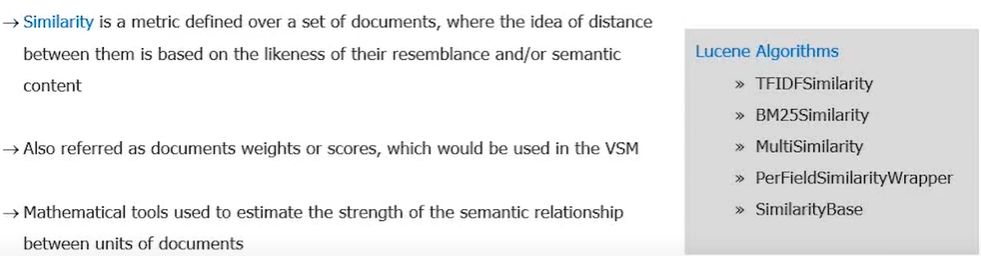 → Similarity is a metric defined over a set of documents, where the idea of distance
between them is based on the likeness of their resemblance and/or semantic
content
→ Also referred as documents weights or scores, which would be used in the VSM
→ Mathematical tools used to estimate the strength of the semantic relationship
between units of documents
Lucene Algorithms
» TFIDFSimilarity
» BM25Similarity
» MultiSimilarity
» PerFieldSimilarityWrapper
» SimilarityBase